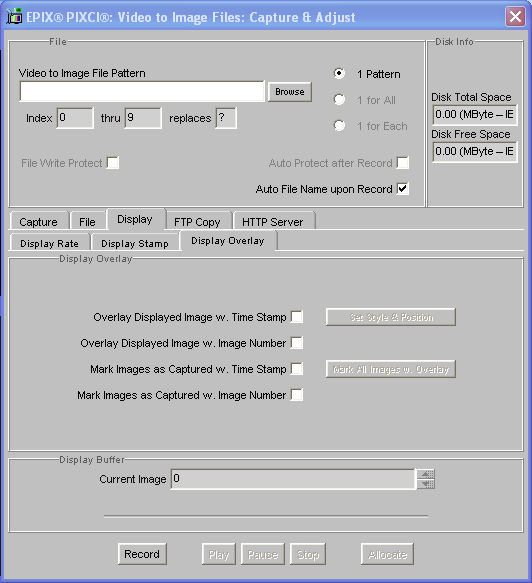 EPIX® PIXCI®: Video to Image Files: Capture & Adjust
File
Disk Info
Video to Image File Pattern
Browse
1 Pattern
1 for All
1 for Each
Index 0 thru 9 replaces ?
Disk Total Space
0.00 (MByte – IE
Disk Free Space
0.00 (MByte – IE
File Write Protect
Auto Protect after Record
Auto File Name upon Record
Capture File Display FTP Copy HTTP Server
Display Rate Display Stamp Display Overlay
Display Overlay
Overlay Displayed Image w. Time Stamp
Set Style & Position
Overlay Displayed Image w. Image Number
Mark Images as Captured w. Time Stamp
Mark All Images w. Overlay
Mark Images as Captured w. Image Number
Display Buffer
Current Image 0
Record Play Pause Stop Allocate